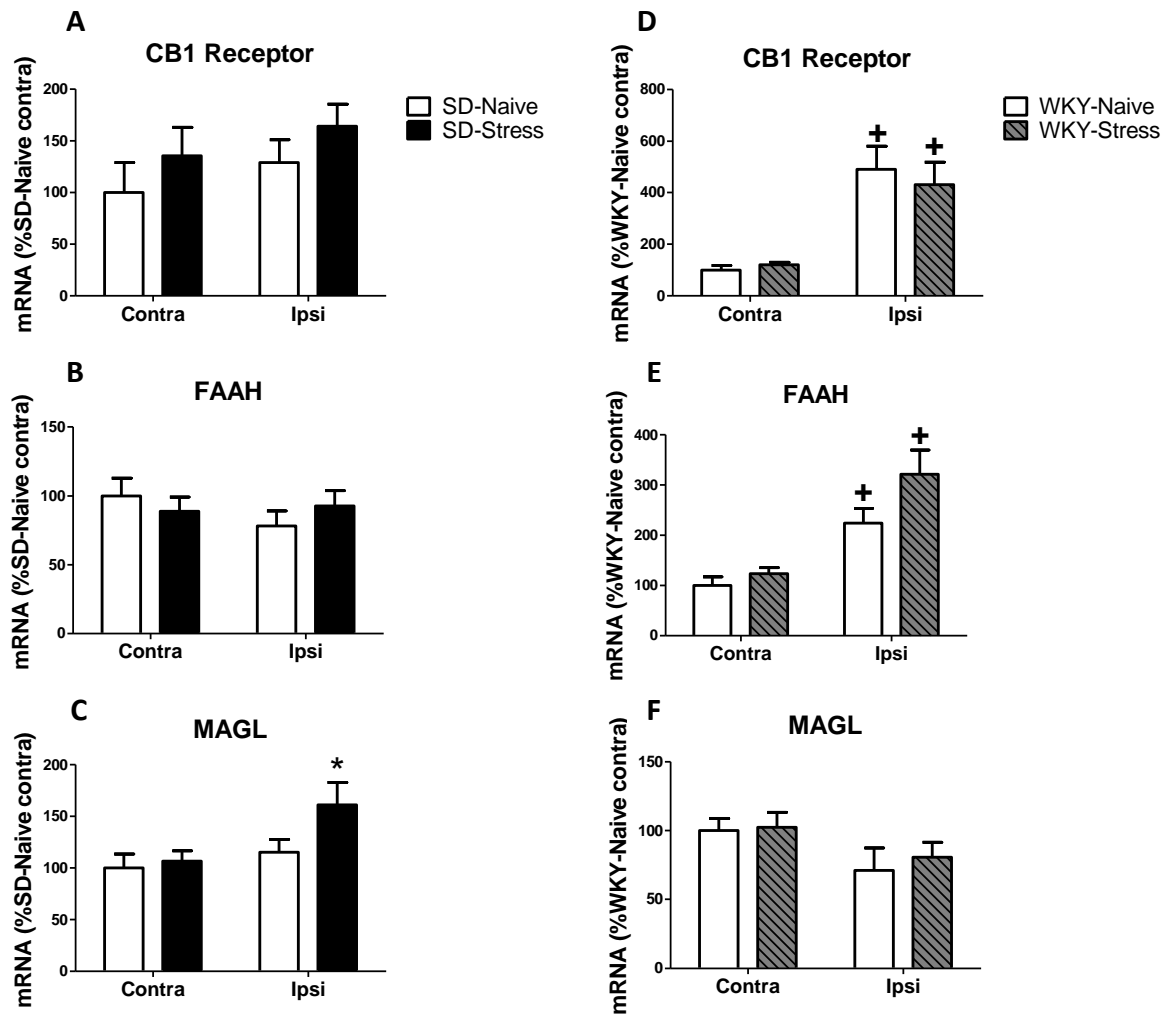 A
CB1 Receptor
mRNA (%SD-Naive contra)
200
150
100
50
0
Contra Ipsi
SD-Naive
SD-Stress
B
FAAH
mRNA (%SD-Naive contra)
150
100
50
0
Contra Ipsi
C
MAGL
mRNA (%SD-Naive contra)
200
150
100
50
0
*
Contra Ipsi
D
CB1 Receptor
mRNA (%WKY-Naive contra)
800
600
400
200
0
+ +
Contra Ipsi
WKY-Naive
WKY-Stress
E
FAAH
mRNA (%WKY-Naive contra)
400
300
200
100
0
+ +
Contra Ipsi
F
MAGL
mRNA (%WKY-Naive contra)
150
100
50
0
Contra Ipsi